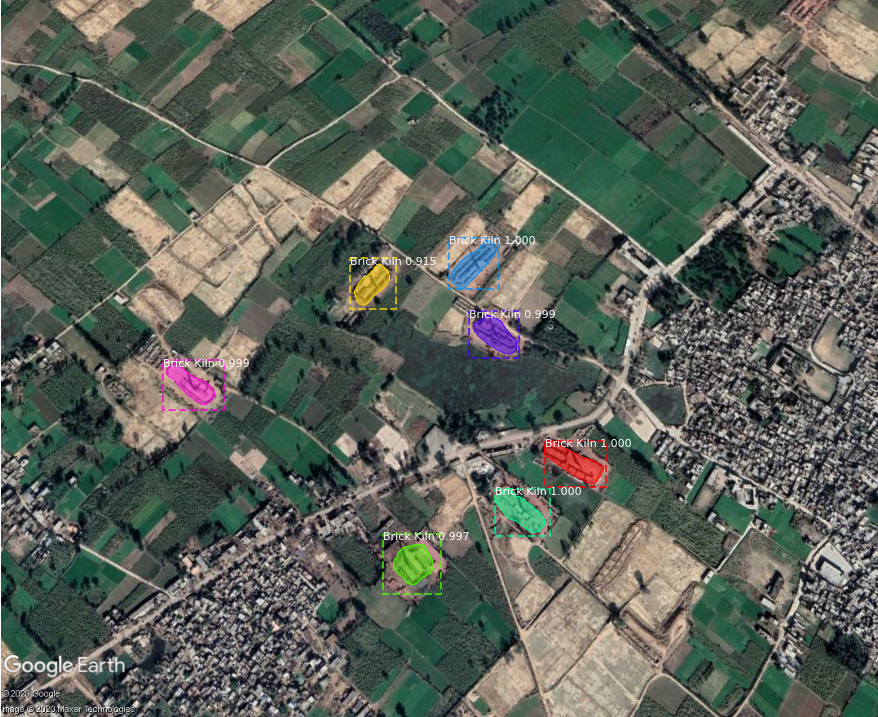 Brick Kiln 1.000
Brick Kiln 0.915
Brick Kiln 0.999
Brick Kiln 0.999
Brick Kiln 1.000
Brick Kiln 1.000
Brick Kiln 0.997
Google Earth
© 2020 Google
Image © 2020 Maxar Technologies